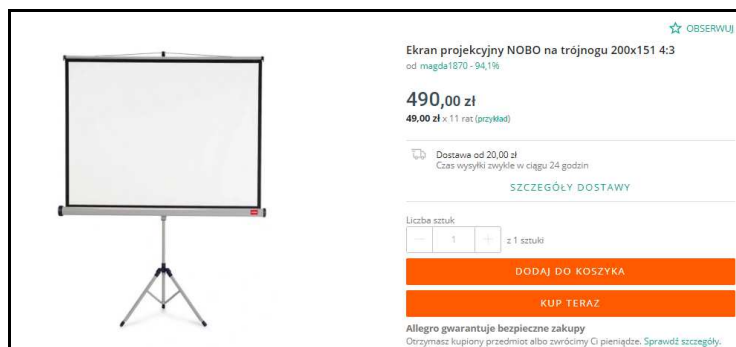 OBSERWUJ
Ekran projekcyjny NOBO na trójnogu 200x151 4:3
od magda1870 - 94,1%
490,00 zł
49,00 zł x 11 rat (przykład)
Dostawa od 20,00 zł
Czas wysyłki zwykle w ciągu 24 godzin
SZCZEGÓŁY DOSTAWY
Liczba sztuk
— 1 + z 1 sztuki
DODAJ DO KOSZYKA
KUP TERAZ
Allegro gwarantuje bezpieczne zakupy
Otrzymasz kupiony przedmiot albo zwrócimy Ci pieniądze. Sprawdź szczegóły.